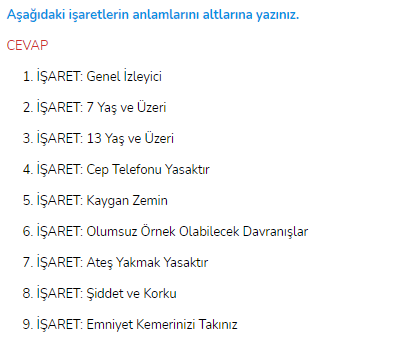 Aşağıdaki işaretlerin anlamlarını altlarına yazınız.
CEVAP
1. İŞARET: Genel İzleyici
2. İŞARET: 7 Yaş ve Üzeri
3. İŞARET: 13 Yaş ve Üzeri
4. İŞARET: Cep Telefonu Yasaktır
5. İŞARET: Kaygan Zemin
6. İŞARET: Olumsuz Örnek Olabilecek Davranışlar
7. İŞARET: Ateş Yakmak Yasaktır
8. İŞARET: Şiddet ve Korku
9. İŞARET: Emniyet Kemerinizi Takınız